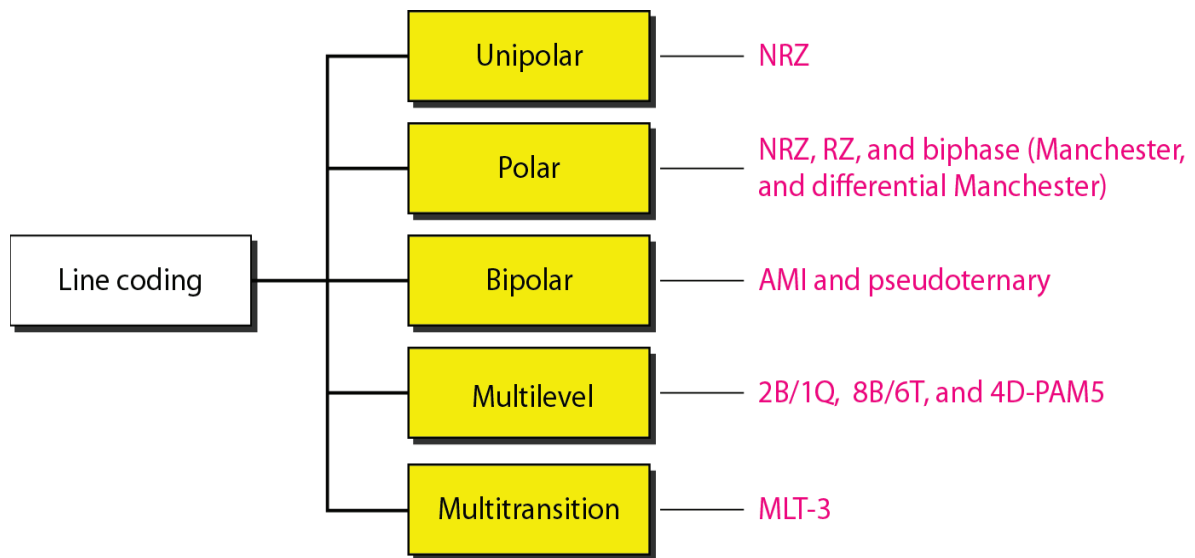 Line coding
Unipolar
NRZ
Polar
NRZ, RZ, and biphase (Manchester,
and differential Manchester)
Bipolar
AMI and pseudoternary
Multilevel
2B/1Q, 8B/6T, and 4D-PAM5
Multitransition
MLT-3